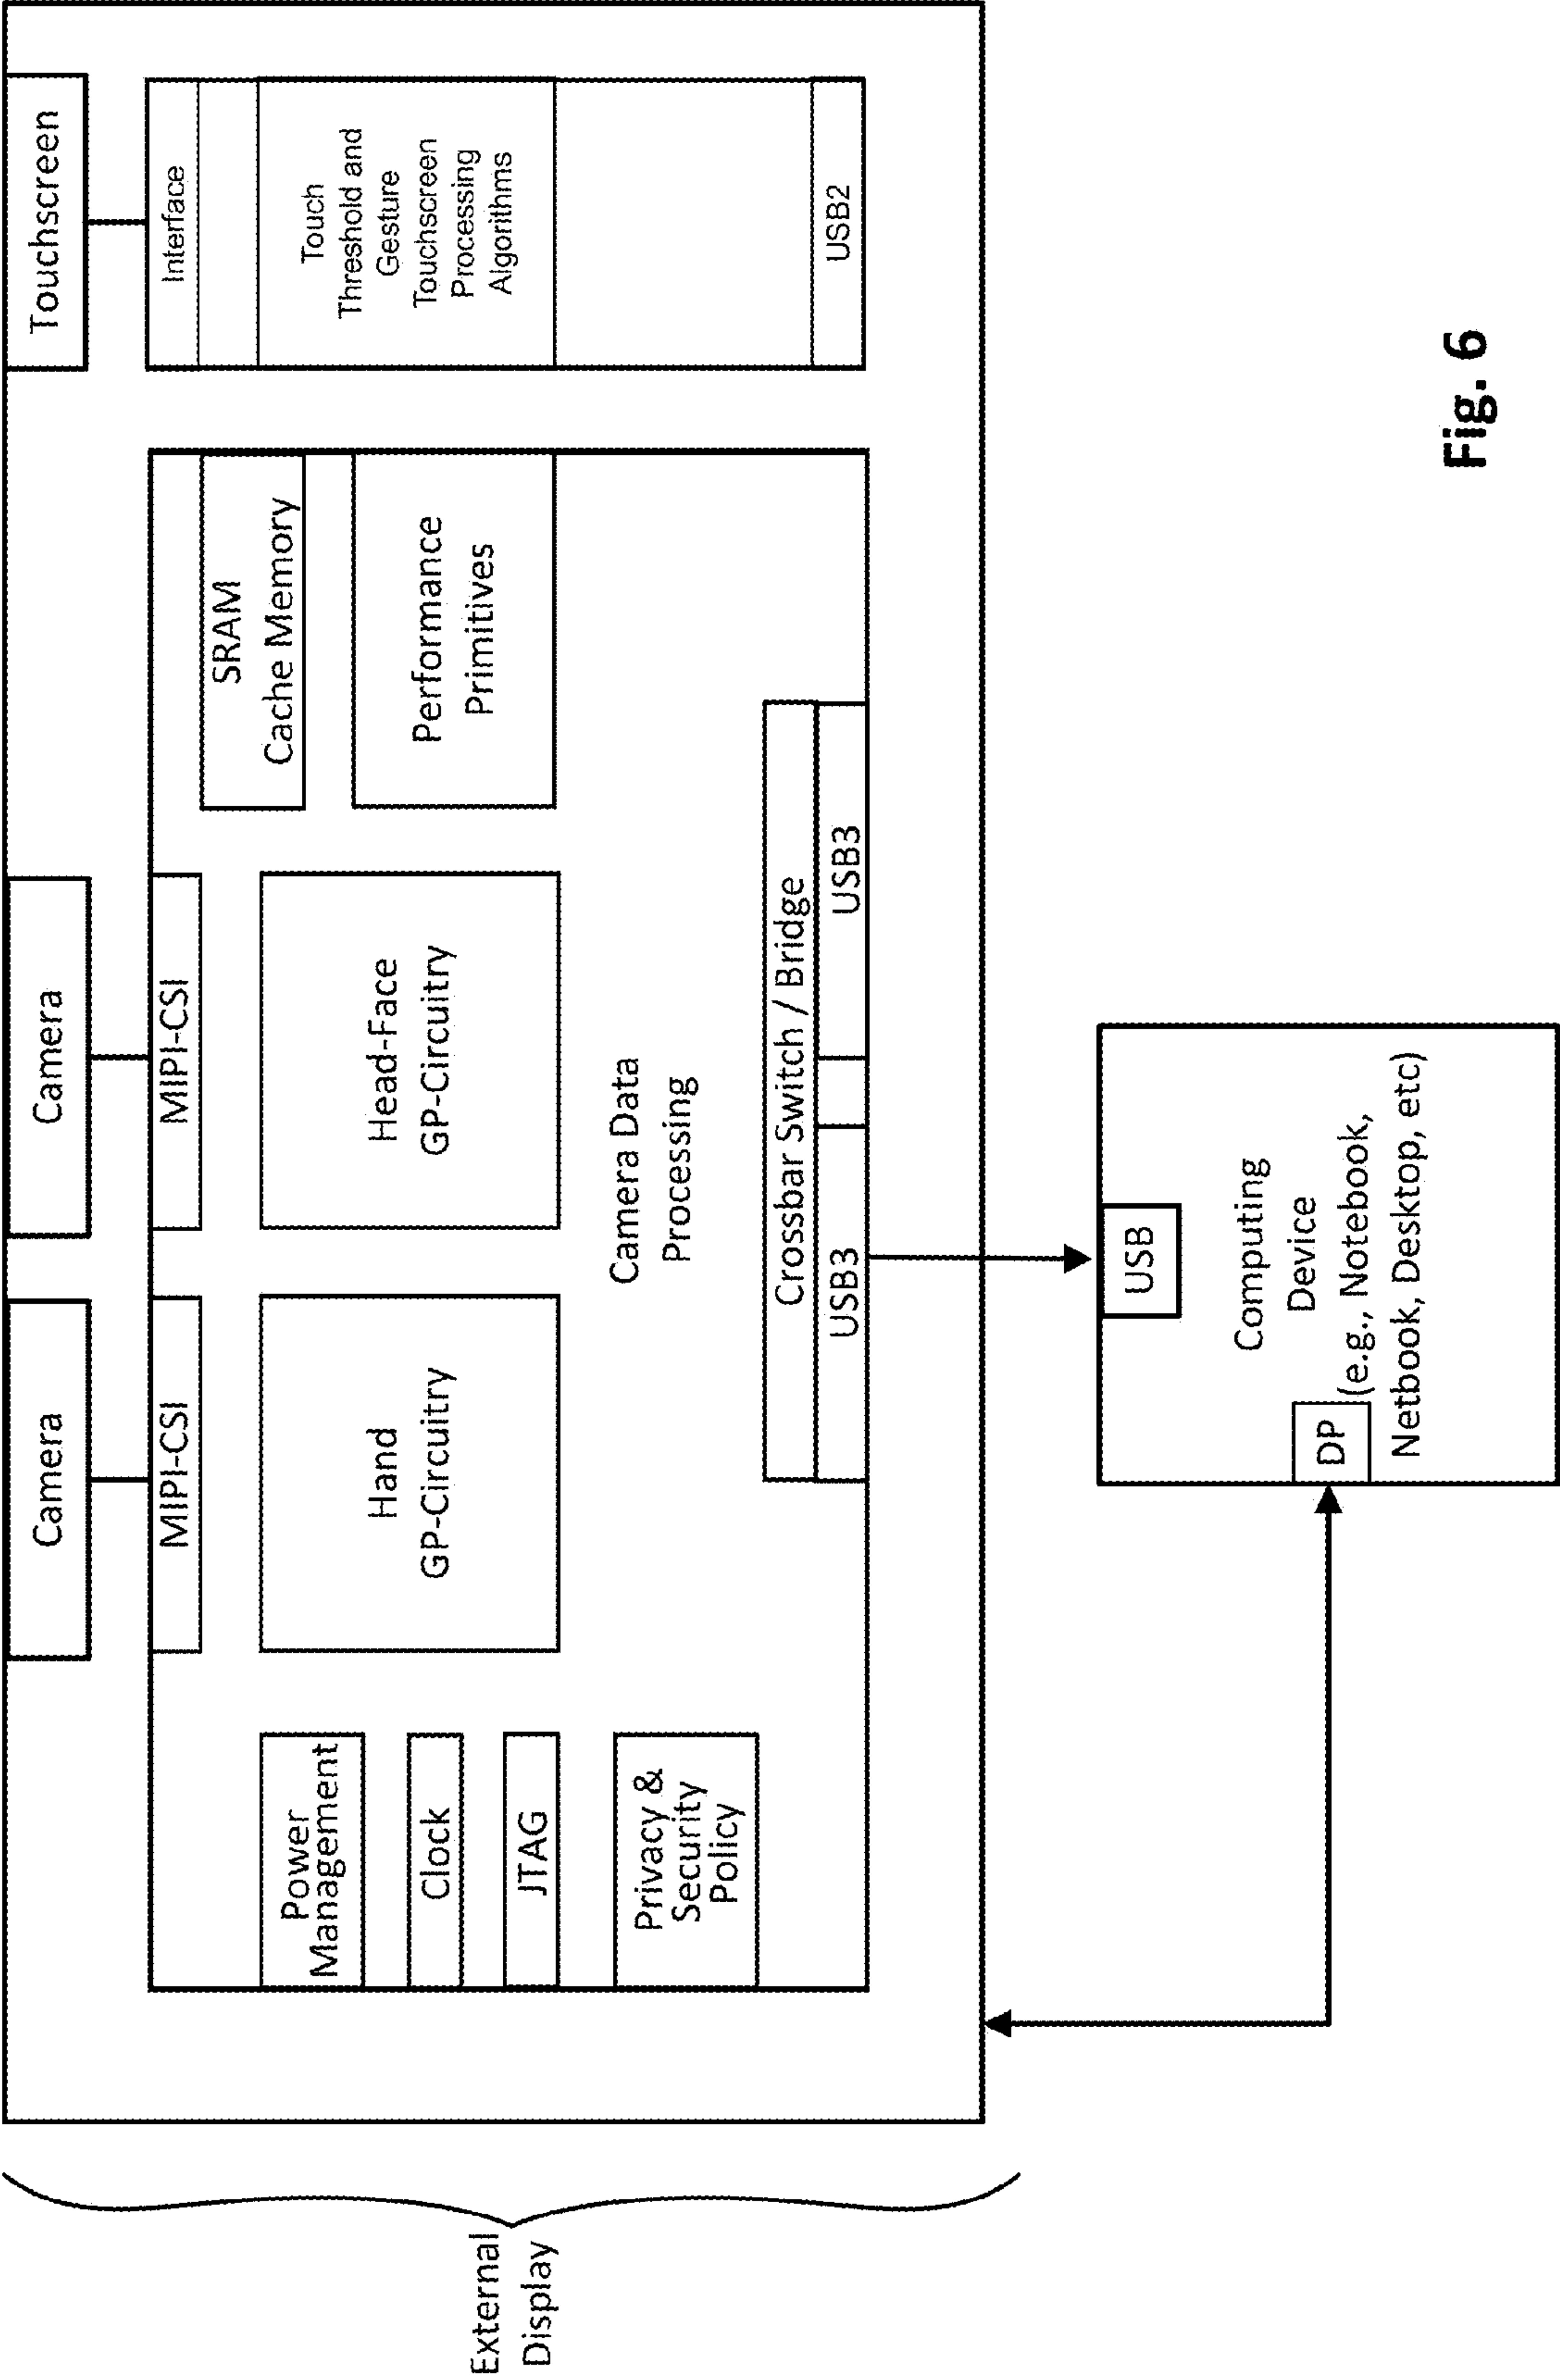 External
Display
Camera
Camera
Touchscreen
MIPI-CSI
MIPI-CSI
Interface
Power
Management
Clock
JTAG
Privacy &
Security
Policy
Hand
GP-Circuitry
Head-Face
GP-Circuitry
SRAM
Cache Memory
Performance
Primitives
Touch
Threshold and
Gesture
Touchscreen
Processing
Algorithms
Camera Data
Processing
Crossbar Switch / Bridge
USB3
USB3
USB2
USB
DP
Computing
Device
(e.g., Notebook,
Netbook, Desktop, etc)
Fig. 6